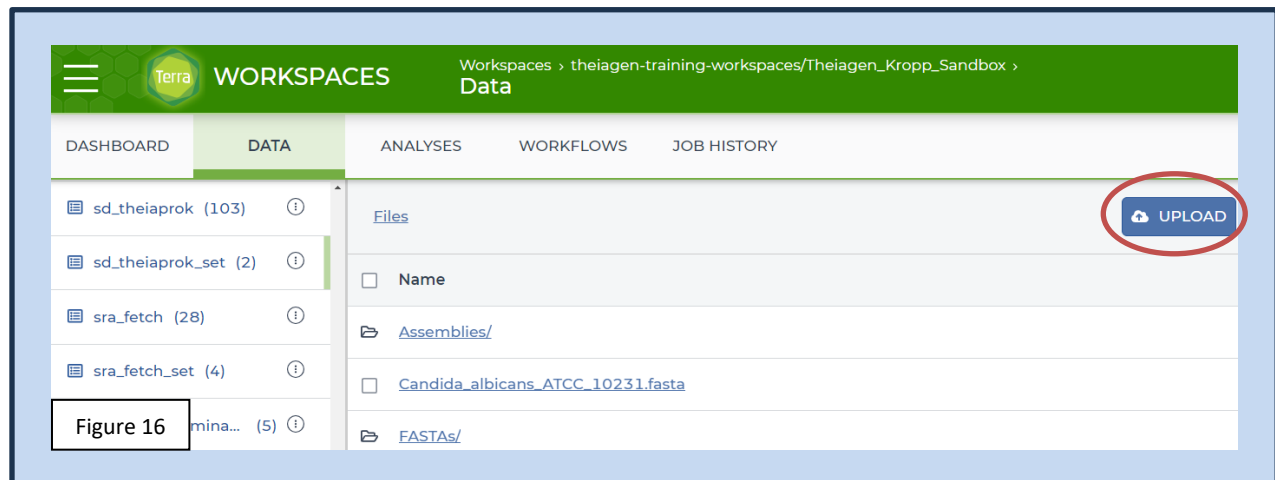 Terra WORKSPACES
Workspaces › theiagen-training-workspaces/Theiagen_Kropp_Sandbox ›
Data
DASHBOARD DATA ANALYSES WORKFLOWS JOB HISTORY
sd_theiaprok (103)
sd_theiaprok_set (2)
sra_fetch (28)
sra_fetch_set (4)
mina... (5)
Files
UPLOAD
Name
Assemblies/
Candida_albicans_ATCC_10231.fasta
FASTAs/
Figure 16